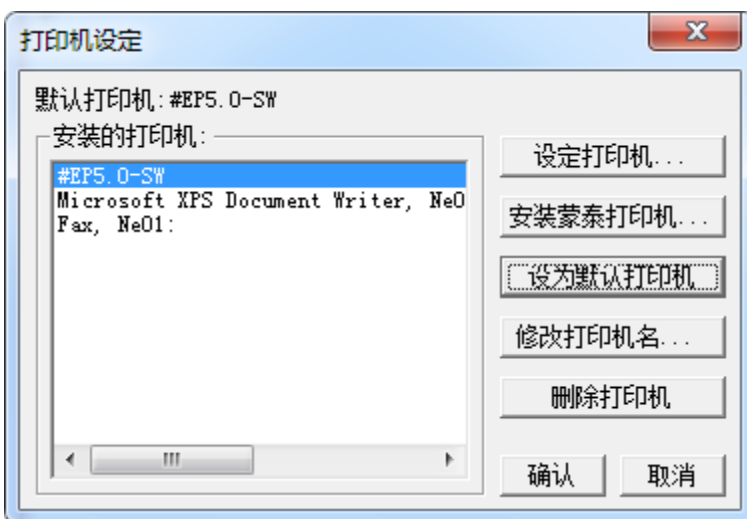 打印机设定
默认打印机:#EP5.0-SW
安装的打印机:
#EP5.0-SW
Microsoft XPS Document Writer, Ne0
Fax, Ne01:
设定打印机...
安装蒙泰打印机...
设为默认打印机
修改打印机名...
删除打印机
确认
取消